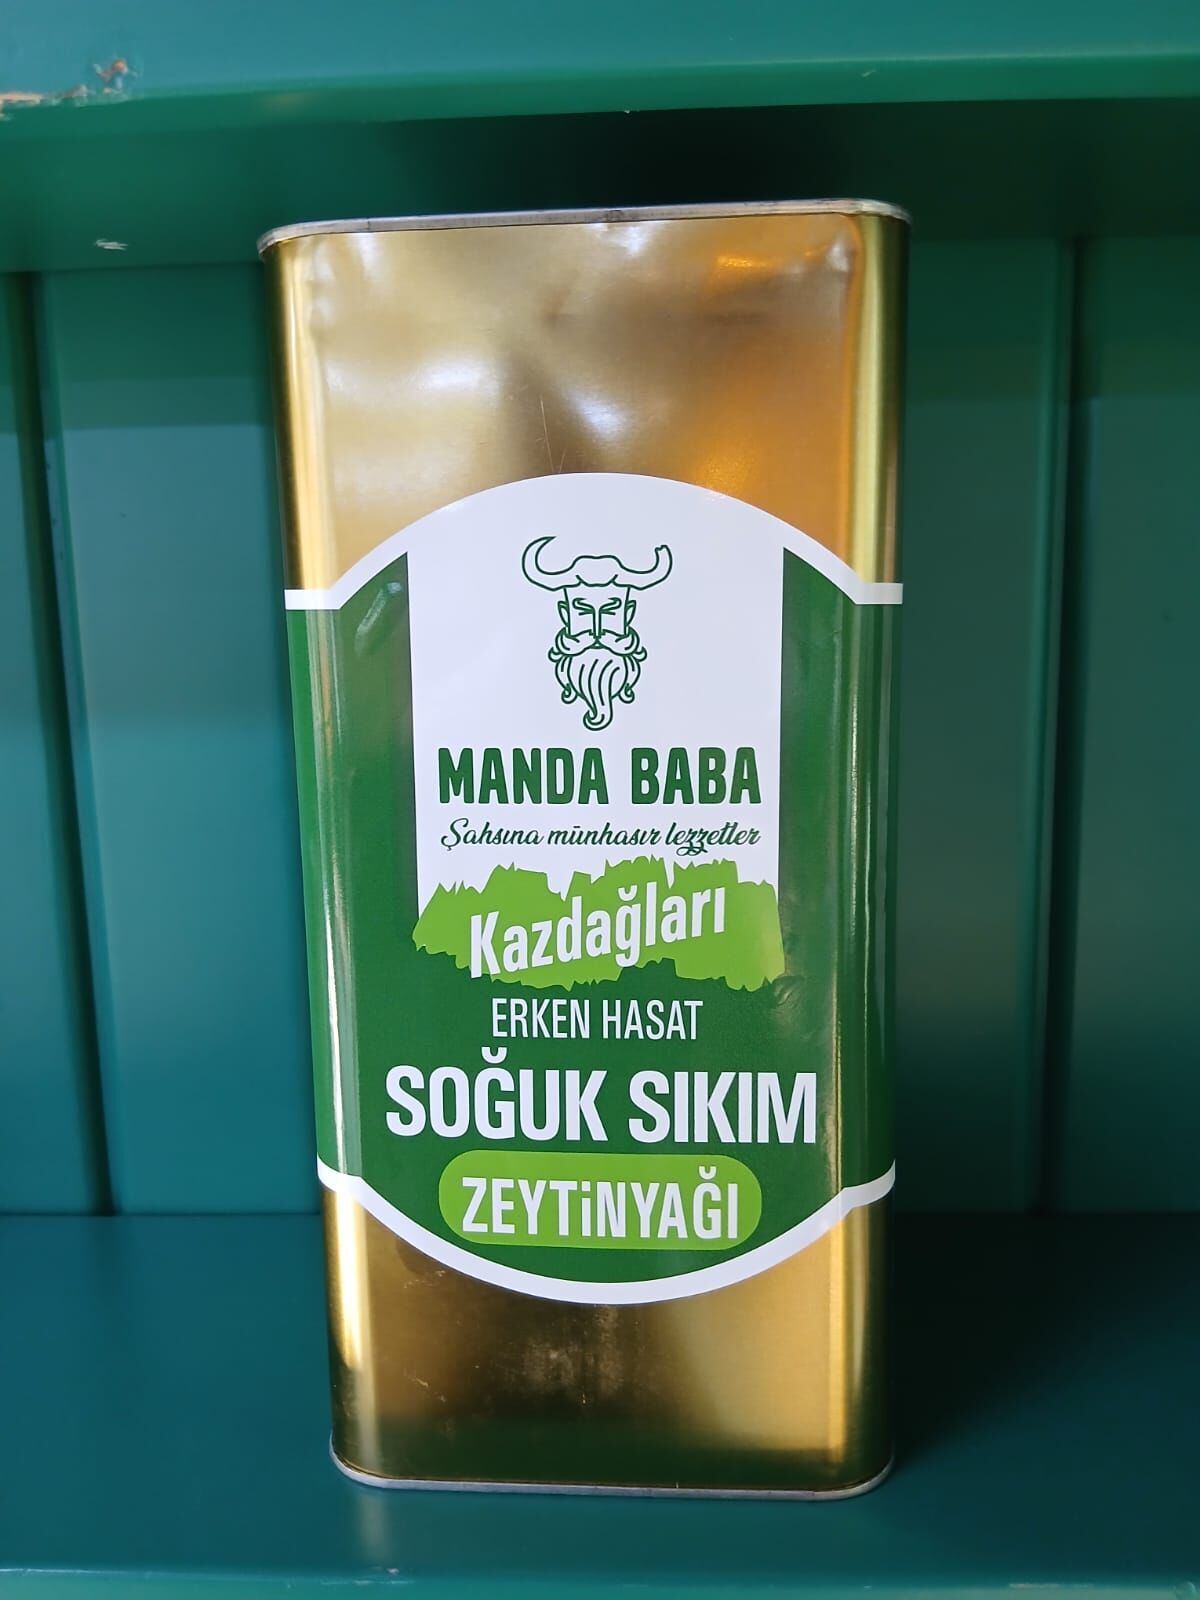 MANDA BABA
Şahsına münhasır lezzetler
Kazdağları
ERKEN HASAT
SOĞUK SIKIM
ZEYTiNYAĞI